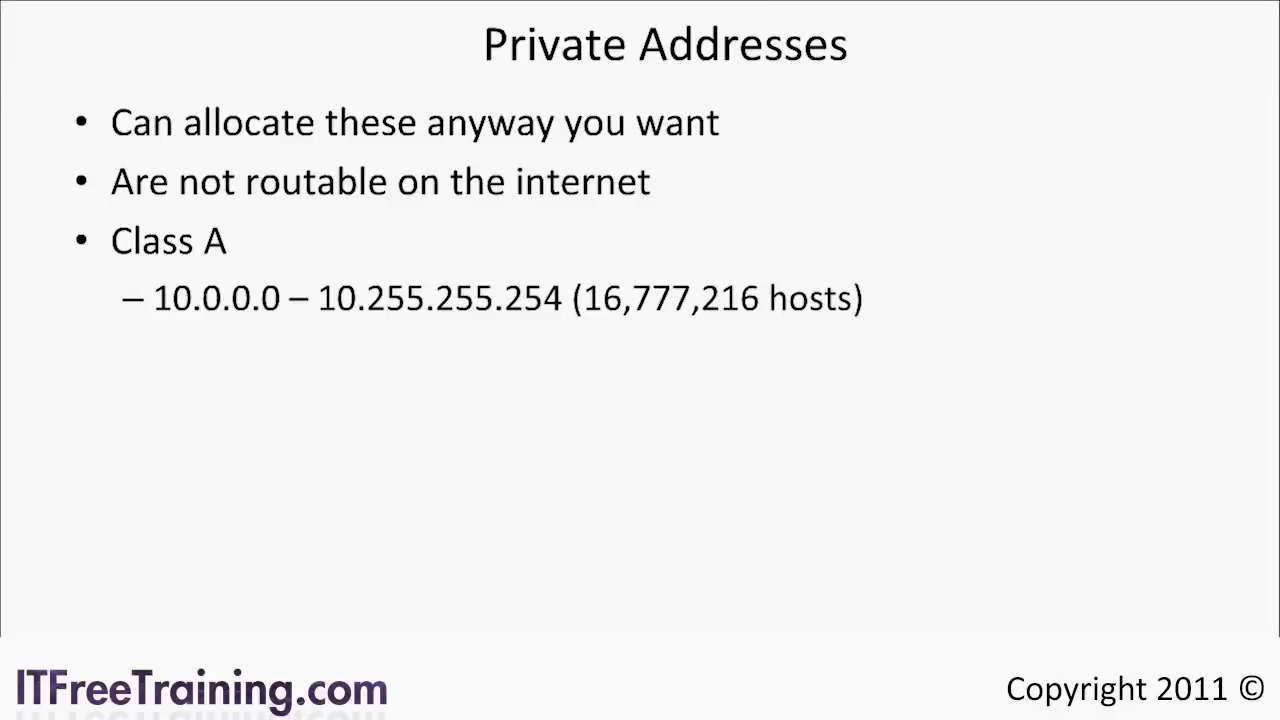 Private Addresses
• Can allocate these anyway you want
• Are not routable on the internet
• Class A
– 10.0.0.0 – 10.255.255.254 (16,777,216 hosts)
ITFreeTraining.com
Copyright 2011 ©